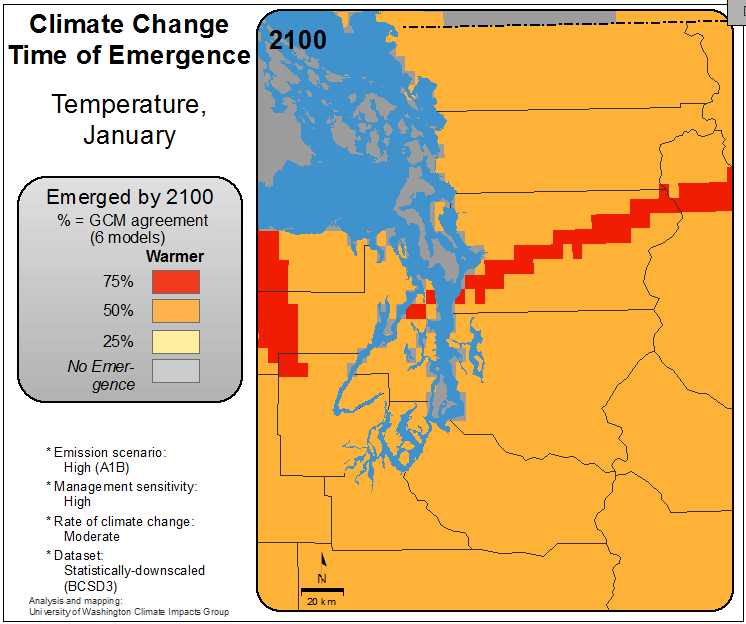 Climate Change
Time of Emergence
Temperature,
January
Emerged by 2100
% = GCM agreement
(6 models)
Warmer
75%
50%
25%
No Emer-
gence
* Emission scenario:
High (A1B)
* Management sensitivity:
High
* Rate of climate change:
Moderate
* Dataset:
Statistically-downscaled
(BCSD3)
Analysis and mapping:
University of Washington Climate Impacts Group
2100
N
20 km